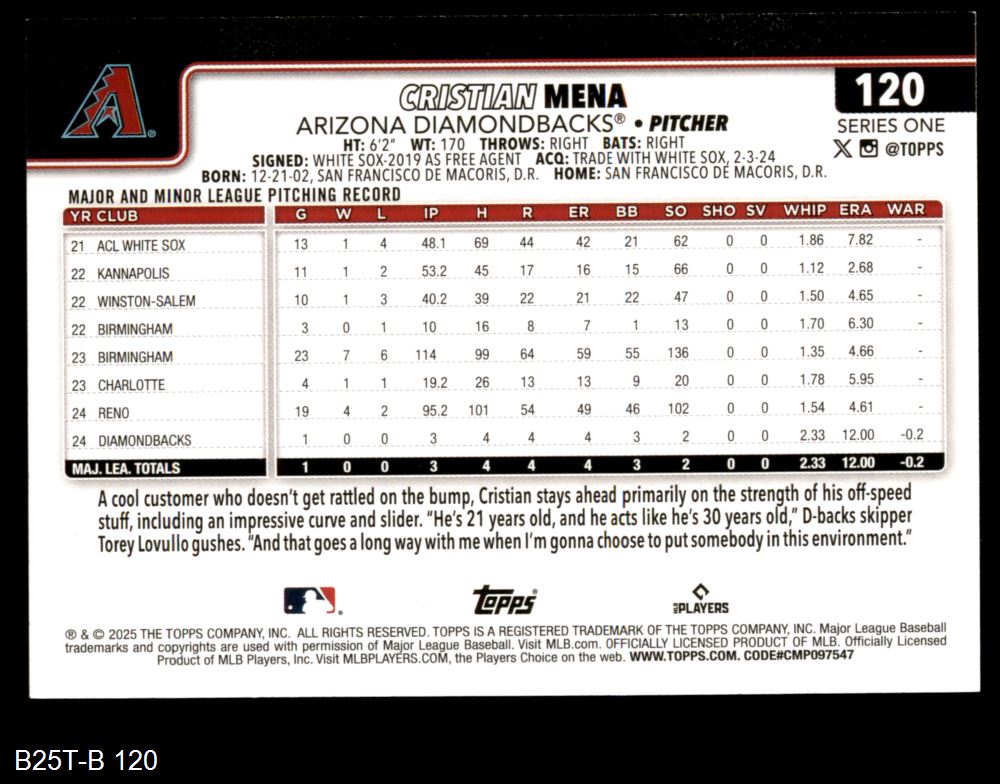 CRISTIAN MENA
120
ARIZONA DIAMONDBACKS® • PITCHER
SERIES ONE
HT: 6'2" WT: 170 THROWS: RIGHT BATS: RIGHT
@TOPPS
SIGNED: WHITE SOX-2019 AS FREE AGENT ACQ: TRADE WITH WHITE SOX, 2-3-24
BORN: 12-21-02, SAN FRANCISCO DE MACORIS, D.R. HOME: SAN FRANCISCO DE MACORIS, D.R.
MAJOR AND MINOR LEAGUE PITCHING RECORD
YR CLUB G W L IP H R ER BB SO SHO SV WHIP ERA WAR
21 ACL WHITE SOX 13 1 4 48.1 69 44 42 21 62 0 0 1.86 7.82 -
22 KANNAPOLIS 11 1 2 53.2 45 17 16 15 66 0 0 1.12 2.68 -
22 WINSTON-SALEM 10 1 3 40.2 39 22 21 22 47 0 0 1.50 4.65 -
22 BIRMINGHAM 3 0 1 10 16 8 7 1 13 0 0 1.70 6.30 -
23 BIRMINGHAM 23 7 6 114 99 64 59 55 136 0 0 1.35 4.66 -
23 CHARLOTTE 4 1 1 19.2 26 13 13 9 20 0 0 1.78 5.95 -
24 RENO 19 4 2 95.2 101 54 49 46 102 0 0 1.54 4.61 -
24 DIAMONDBACKS 1 0 0 3 4 4 4 3 2 0 0 2.33 12.00 -0.2
MAJ. LEA. TOTALS 1 0 0 3 4 4 4 3 2 0 0 2.33 12.00 -0.2
A cool customer who doesn't get rattled on the bump, Cristian stays ahead primarily on the strength of his off-speed
stuff, including an impressive curve and slider. "He's 21 years old, and he acts like he's 30 years old," D-backs skipper
Torey Lovullo gushes. "And that goes a long way with me when I'm gonna choose to put somebody in this environment."
Topps®
MLB PLAYERS
® & © 2025 THE TOPPS COMPANY, INC. ALL RIGHTS RESERVED. TOPPS IS A REGISTERED TRADEMARK OF THE TOPPS COMPANY, INC. Major League Baseball
trademarks and copyrights are used with permission of Major League Baseball. Visit MLB.com. OFFICIALLY LICENSED PRODUCT OF MLB. Officially Licensed
Product of MLB Players, Inc. Visit MLBPLAYERS.COM, the Players Choice on the web. WWW.TOPPS.COM. CODE#CMP097547
B25T-B 120